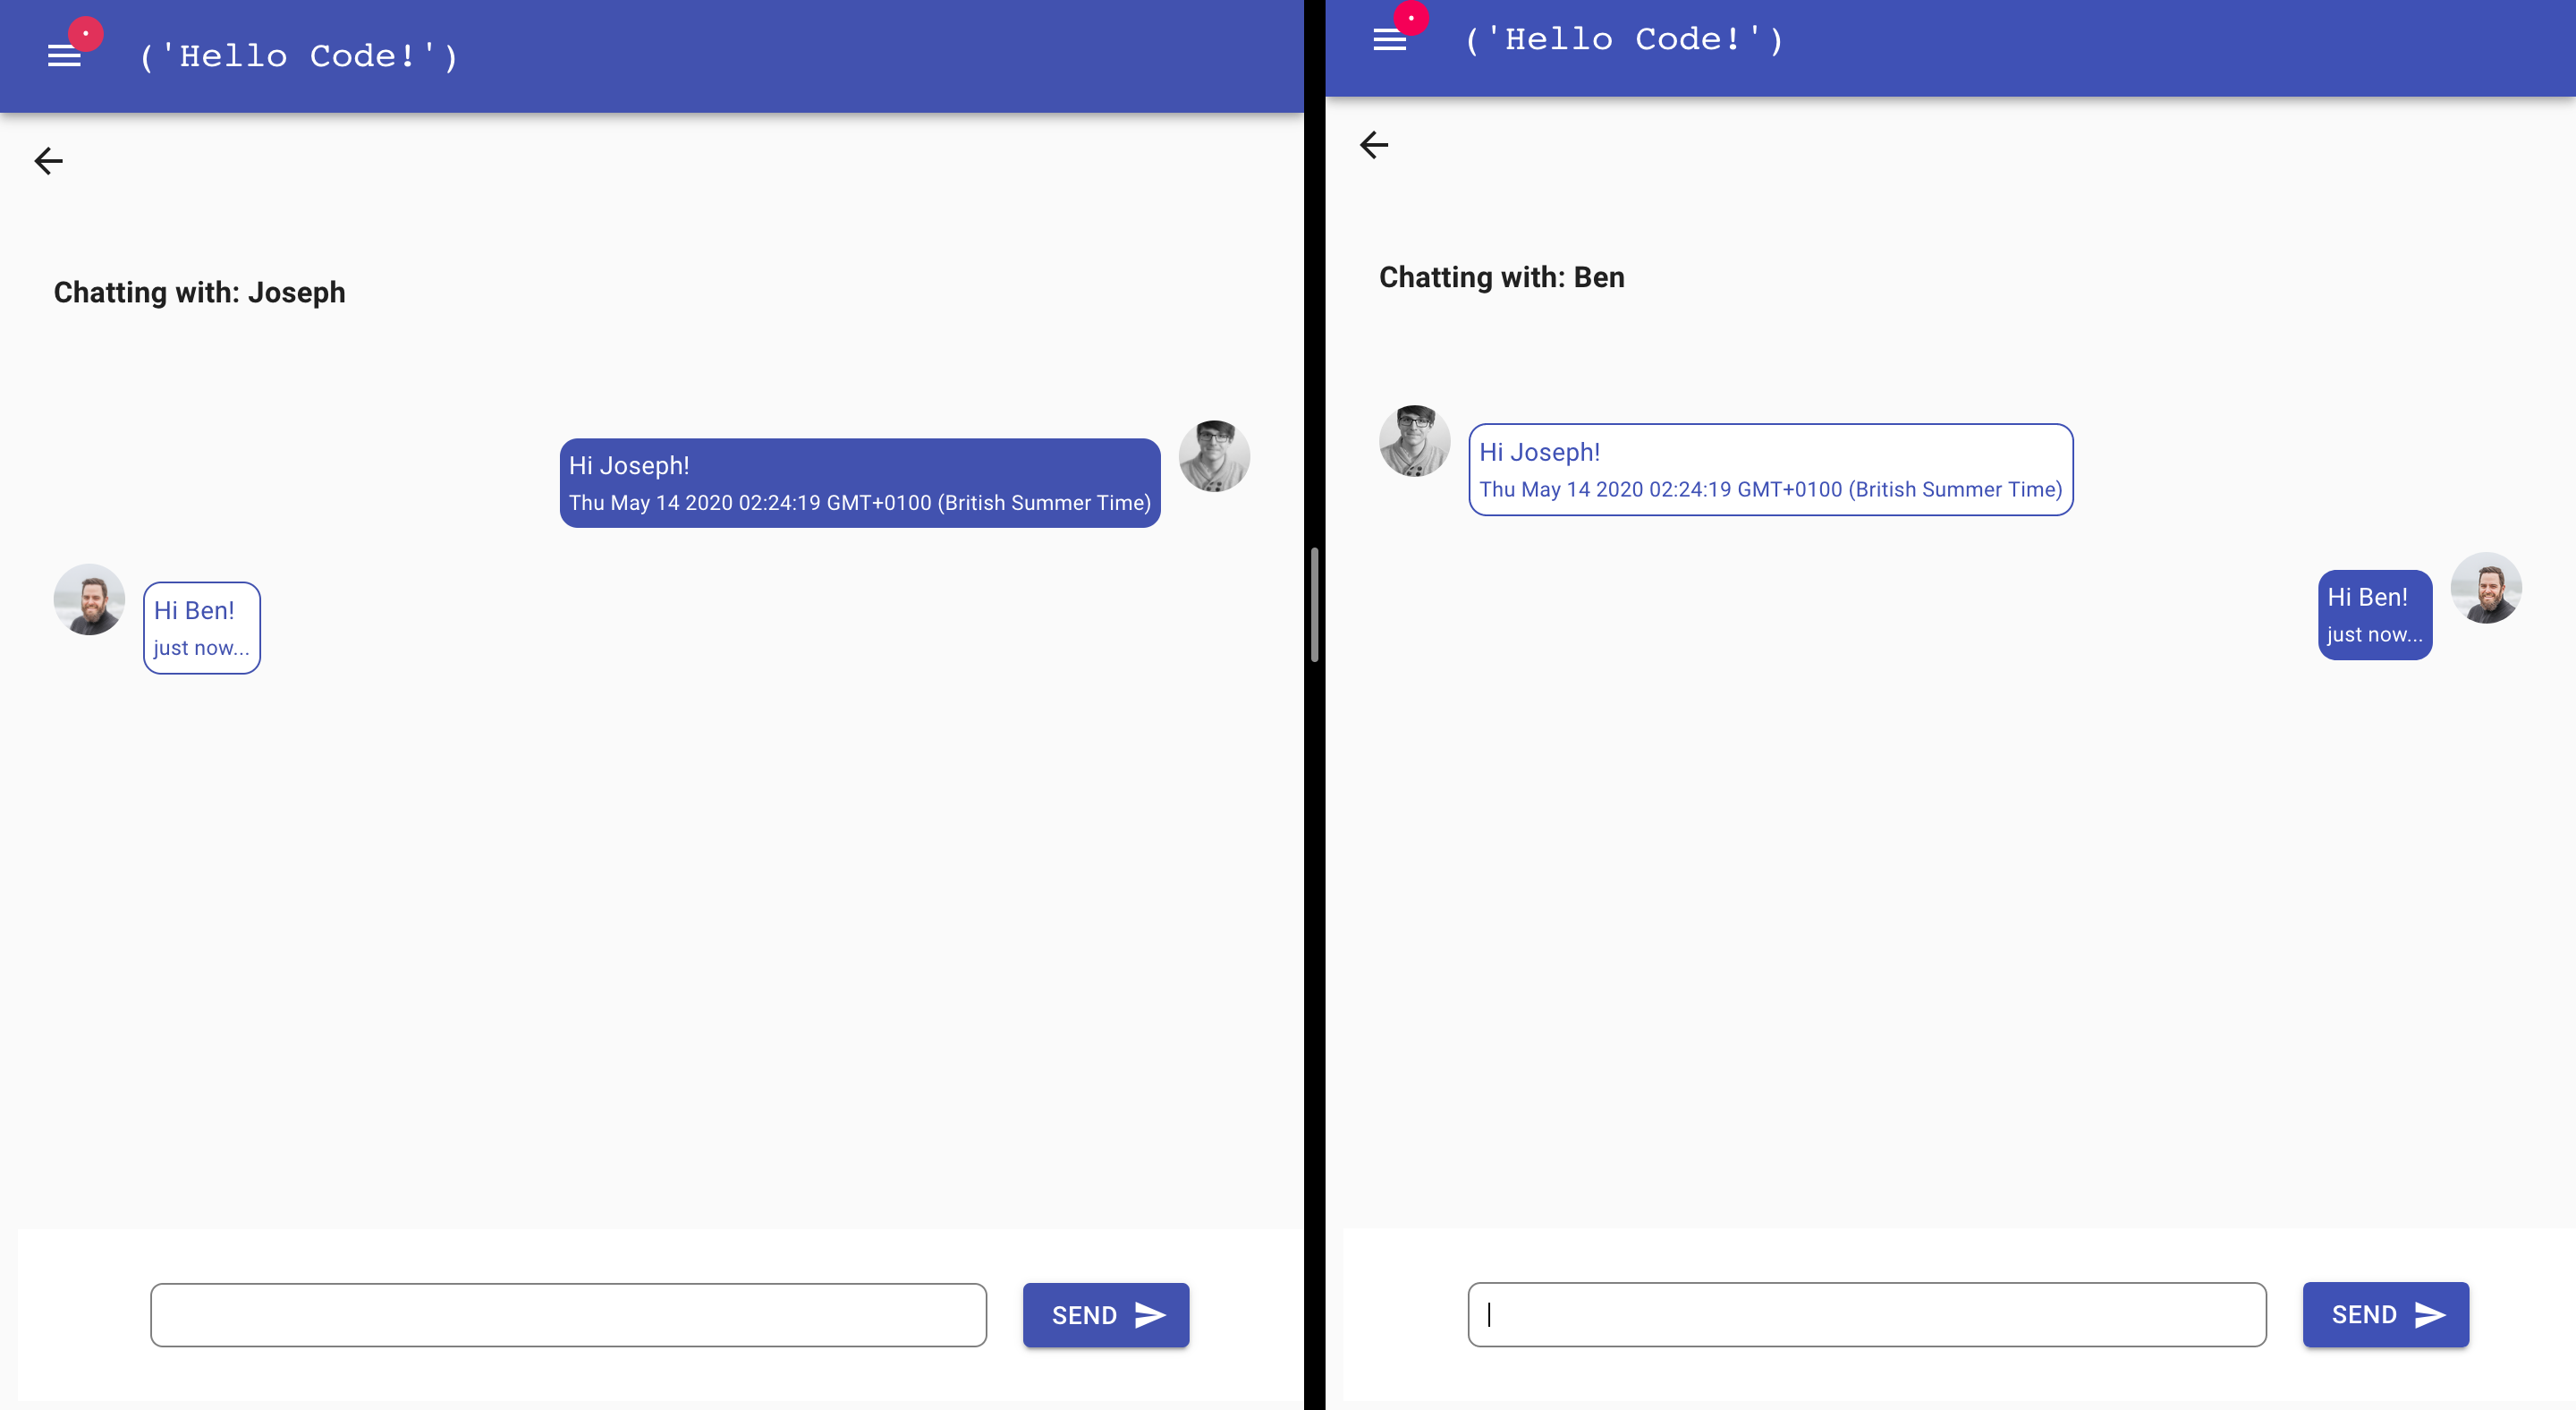 ('Hello Code!')
Chatting with: Joseph
Hi Joseph!
Thu May 14 2020 02:24:19 GMT+0100 (British Summer Time)
Hi Ben!
just now...
SEND
('Hello Code!')
Chatting with: Ben
Hi Joseph!
Thu May 14 2020 02:24:19 GMT+0100 (British Summer Time)
Hi Ben!
just now...
SEND